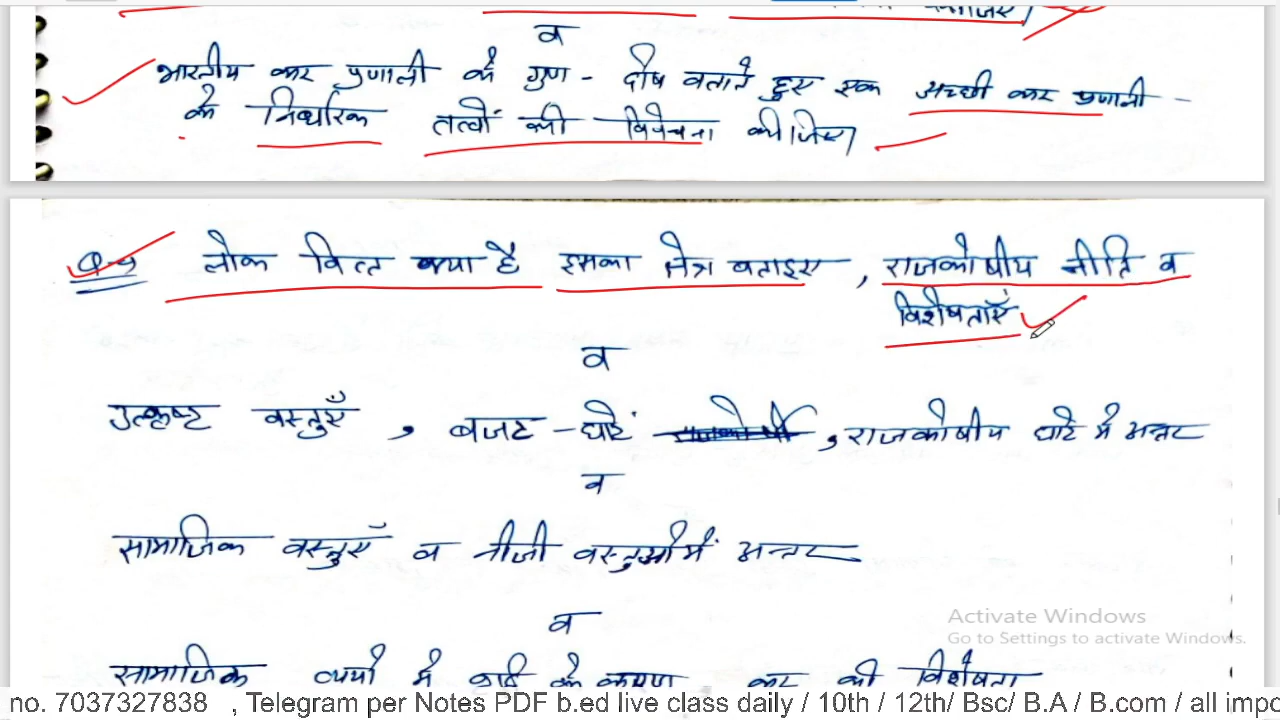 व
भारतीय कर प्रणाली के गुण - दोष बताते हुए एक अच्छी कर प्रणाली -
के निर्धारक तत्वों की विवेचना कीजिए।
Q-5 लोक वित्त क्या है इसका क्षेत्र बताइए, राजकोषीय नीति व
विशेषताएँ
व
उत्कृष्ट वस्तुएँ, बजट - घाटे, राजकोषीय घाटे में अन्तर
व
सामाजिक वस्तुएँ व नीजी वस्तुओं में अन्तर
व
सामाजिक व्ययों में वृद्धि के कारण कर की विशेषता
Activate Windows
Go to Settings to activate Windows.
no. 7037327838 , Telegram per Notes PDF b.ed live class daily / 10th / 12th/ Bsc/ B.A / B.com / all impo